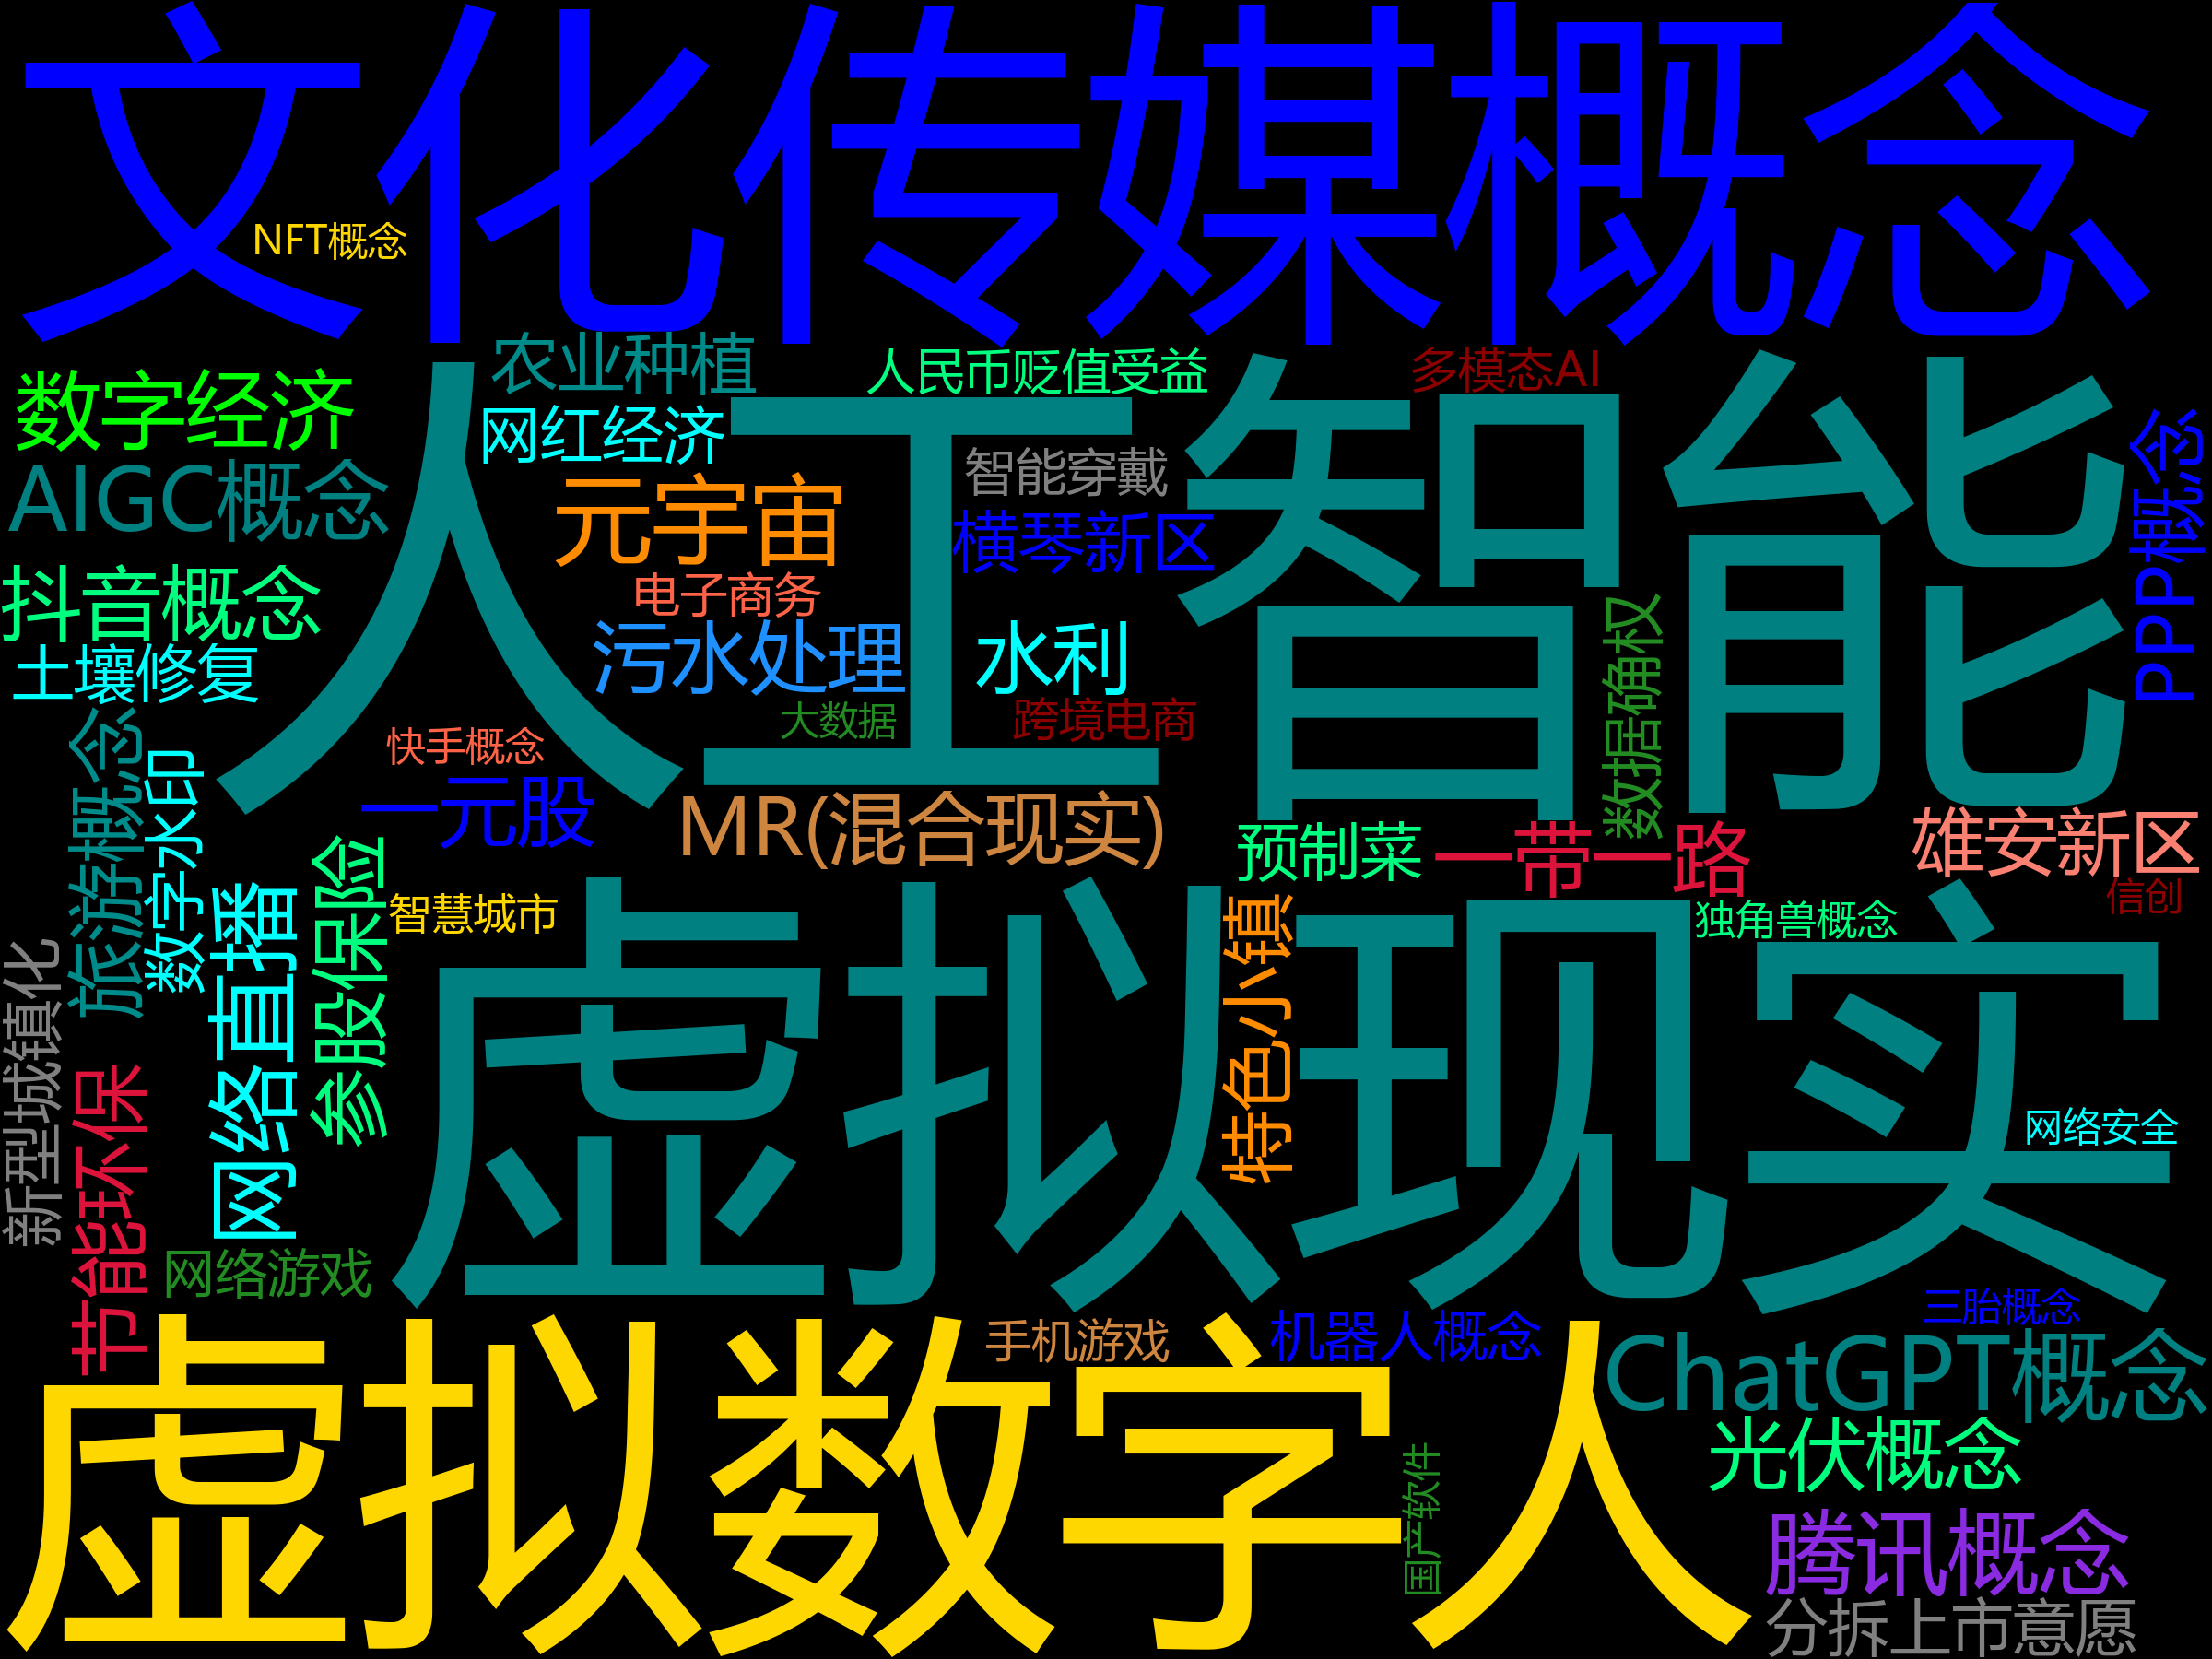 文化传媒概念
NFT概念
农业种植
人民币贬值受益
多模态AI
数字经济
网红经济
人工智能
智能穿戴
AIGC概念
元宇宙
横琴新区
PPP概念
抖音概念
电子商务
污水处理
水利
数据确权
土壤修复
大数据
跨境电商
快手概念
旅游概念
数字水印
一元股
MR(混合现实)
预制菜
一带一路
雄安新区
参股保险
网络直播
智慧城市
信创
独角兽概念
特色小镇
虚拟现实
新型城镇化
节能环保
网络安全
网络游戏
三胎概念
手机游戏
机器人概念
虚拟数字人
ChatGPT概念
光伏概念
国产软件
腾讯概念
分拆上市意愿